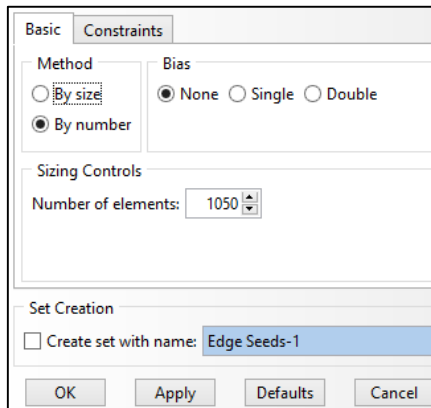 Basic Constraints
Method Bias
By size None Single Double
By number
Sizing Controls
Number of elements: 1050
Set Creation
Create set with name: Edge Seeds-1
OK Apply Defaults Cancel